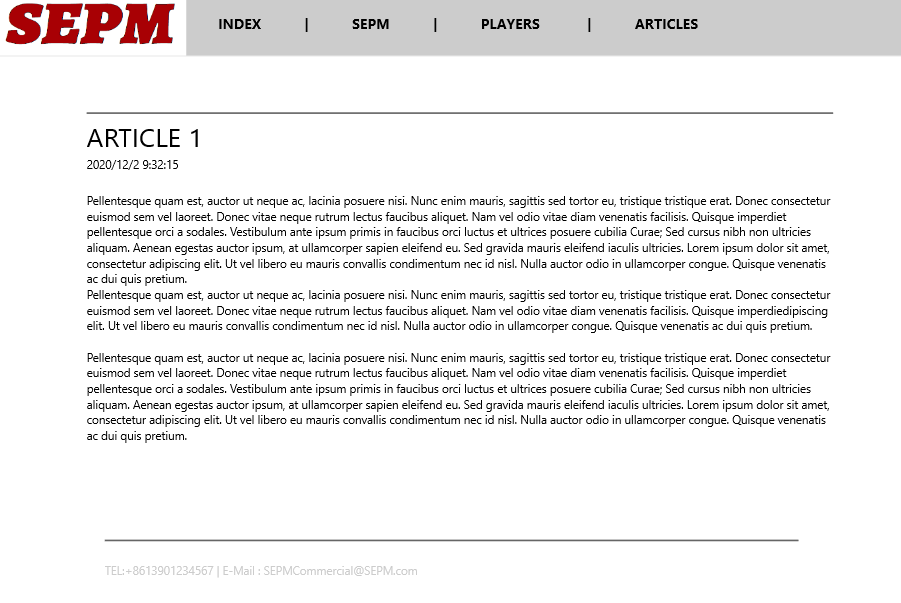 SEPM
INDEX | SEPM | PLAYERS | ARTICLES
ARTICLE 1
2020/12/2 9:32:15
Pellentesque quam est, auctor ut neque ac, lacinia posuere nisi. Nunc enim mauris, sagittis sed tortor eu, tristique tristique erat. Donec consectetur
euismod sem vel laoreet. Donec vitae neque rutrum lectus faucibus aliquet. Nam vel odio vitae diam venenatis facilisis. Quisque imperdiet
pellentesque orci a sodales. Vestibulum ante ipsum primis in faucibus orci luctus et ultrices posuere cubilia Curae; Sed cursus nibh non ultricies
aliquam. Aenean egestas auctor ipsum, at ullamcorper sapien eleifend eu. Sed gravida mauris eleifend iaculis ultricies. Lorem ipsum dolor sit amet,
consectetur adipiscing elit. Ut vel libero eu mauris convallis condimentum nec id nisl. Nulla auctor odio in ullamcorper congue. Quisque venenatis
ac dui quis pretium.
Pellentesque quam est, auctor ut neque ac, lacinia posuere nisi. Nunc enim mauris, sagittis sed tortor eu, tristique tristique erat. Donec consectetur
euismod sem vel laoreet. Donec vitae neque rutrum lectus faucibus aliquet. Nam vel odio vitae diam venenatis facilisis. Quisque imperdiedipiscing
elit. Ut vel libero eu mauris convallis condimentum nec id nisl. Nulla auctor odio in ullamcorper congue. Quisque venenatis ac dui quis pretium.
Pellentesque quam est, auctor ut neque ac, lacinia posuere nisi. Nunc enim mauris, sagittis sed tortor eu, tristique tristique erat. Donec consectetur
euismod sem vel laoreet. Donec vitae neque rutrum lectus faucibus aliquet. Nam vel odio vitae diam venenatis facilisis. Quisque imperdiet
pellentesque orci a sodales. Vestibulum ante ipsum primis in faucibus orci luctus et ultrices posuere cubilia Curae; Sed cursus nibh non ultricies
aliquam. Aenean egestas auctor ipsum, at ullamcorper sapien eleifend eu. Sed gravida mauris eleifend iaculis ultricies. Lorem ipsum dolor sit amet,
consectetur adipiscing elit. Ut vel libero eu mauris convallis condimentum nec id nisl. Nulla auctor odio in ullamcorper congue. Quisque venenatis
ac dui quis pretium.
TEL:+8613901234567 | E-Mail : SEPMCommercial@SEPM.com